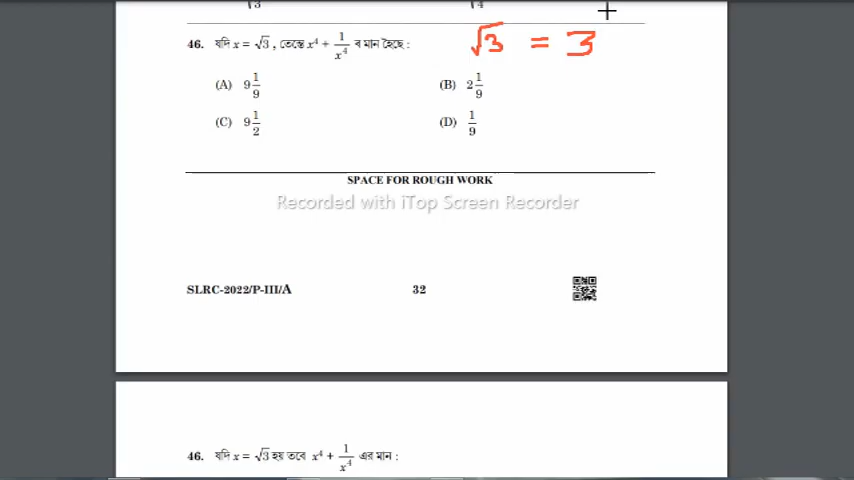 √3 √4
46. যদি x = √3 , তেন্তে x⁴ + 1/x⁴ ৰ মান হৈছে : √3 = 3
(A) 9 1/9 (B) 2 1/9
(C) 9 1/2 (D) 1/9
SPACE FOR ROUGH WORK
Recorded with iTop Screen Recorder
SLRC-2022/P-III/A 32
46. যদি x = √3 হয় তবে x⁴ + 1/x⁴ এর মান :